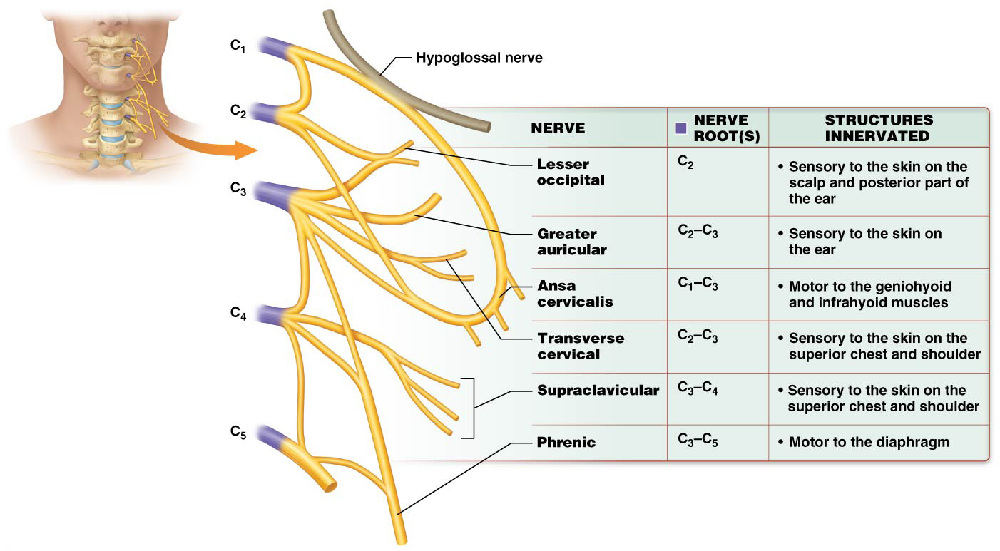 C₁
Hypoglossal nerve
C₂
C₃
C₄
C₅
NERVE
NERVE
ROOT(S)
STRUCTURES
INNERVATED
Lesser
occipital
C₂
• Sensory to the skin on the
scalp and posterior part of
the ear
Greater
auricular
C₂–C₃
• Sensory to the skin on
the ear
Ansa
cervicalis
C₁–C₃
• Motor to the geniohyoid
and infrahyoid muscles
Transverse
cervical
C₂–C₃
• Sensory to the skin on the
superior chest and shoulder
Supraclavicular
C₃–C₄
• Sensory to the skin on the
superior chest and shoulder
Phrenic
C₃–C₅
• Motor to the diaphragm